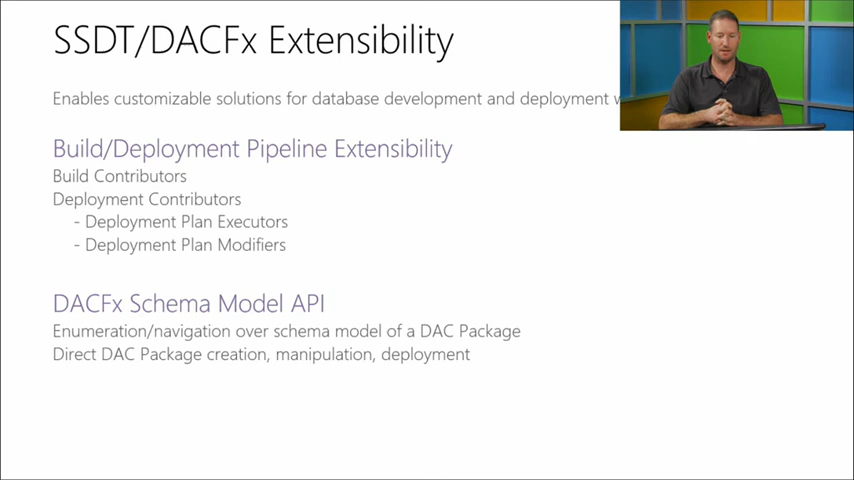 SSDT/DACFx Extensibility
Enables customizable solutions for database development and deployment
Build/Deployment Pipeline Extensibility
Build Contributors
Deployment Contributors
- Deployment Plan Executors
- Deployment Plan Modifiers
DACFx Schema Model API
Enumeration/navigation over schema model of a DAC Package
Direct DAC Package creation, manipulation, deployment